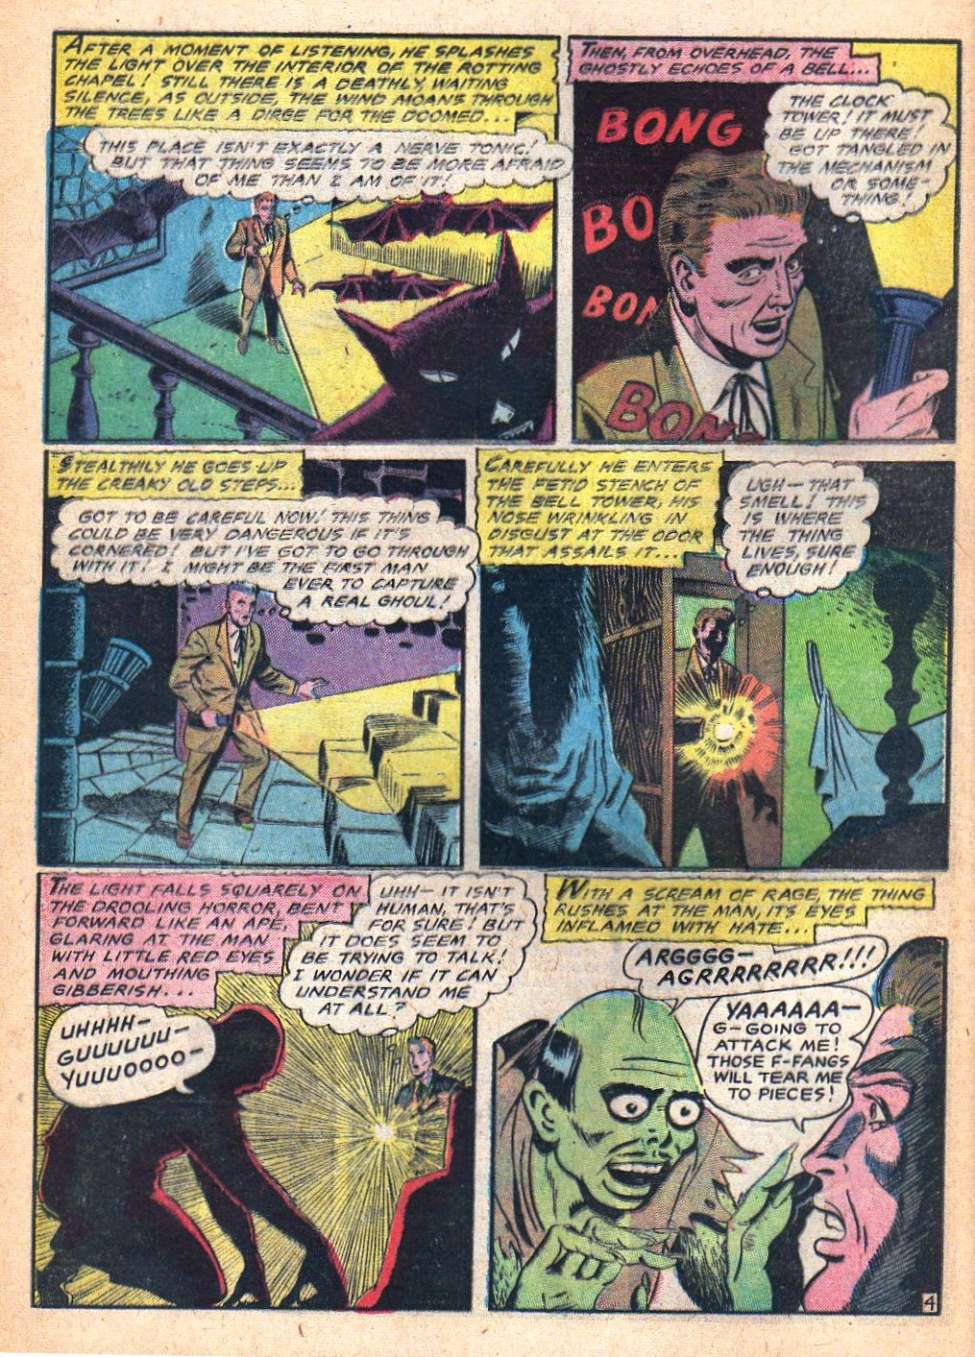 AFTER A MOMENT OF LISTENING, HE SPLASHES
THE LIGHT OVER THE INTERIOR OF THE ROTTING
CHAPEL! STILL THERE IS A DEATHLY, WAITING
SILENCE, AS OUTSIDE, THE WIND MOANS THROUGH
THE TREES LIKE A DIRGE FOR THE DOOMED...
THIS PLACE ISN'T EXACTLY A NERVE TONIC!
BUT THAT THING SEEMS TO BE MORE AFRAID
OF ME THAN I AM OF IT!
THEN, FROM OVERHEAD, THE
GHOSTLY ECHOES OF A BELL...
THE CLOCK
TOWER! IT MUST
BE UP THERE!
GOT TANGLED IN
THE MECHANISM
OR SOME-
THING!
BONG
BO
BON
BONG
STEALTHILY HE GOES UP
THE CREAKY OLD STEPS...
GOT TO BE CAREFUL NOW! THIS THING
COULD BE VERY DANGEROUS IF IT'S
CORNERED! BUT I'VE GOT TO GO THROUGH
WITH IT! I MIGHT BE THE FIRST MAN
EVER TO CAPTURE
A REAL GHOUL!
CAREFULLY HE ENTERS
THE FETID STENCH OF
THE BELL TOWER, HIS
NOSE WRINKLING IN
DISGUST AT THE ODOR
THAT ASSAILS IT...
UGH-THAT
SMELL! THIS
IS WHERE
THE THING
LIVES, SURE
ENOUGH!
THE LIGHT FALLS SQUARELY ON
THE DROOLING HORROR, BENT
FORWARD LIKE AN APE,
GLARING AT THE MAN
WITH LITTLE RED EYES
AND MOUTHING
GIBBERISH...
UHH- IT ISN'T
HUMAN, THAT'S
FOR SURE! BUT
IT DOES SEEM TO
BE TRYING TO TALK!
I WONDER IF IT CAN
UNDERSTAND ME
AT ALL?
UHHHH-
GUUUUUU-
YUUUOOOO-
WITH A SCREAM OF RAGE, THE THING
RUSHES AT THE MAN, IT'S EYES
INFLAMED WITH HATE...
ARGGGG-
AGRRRRRRRR!!!
YAAAAAA-
G-GOING TO
ATTACK ME!
THOSE F-FANGS
WILL TEAR ME
TO PIECES!
4